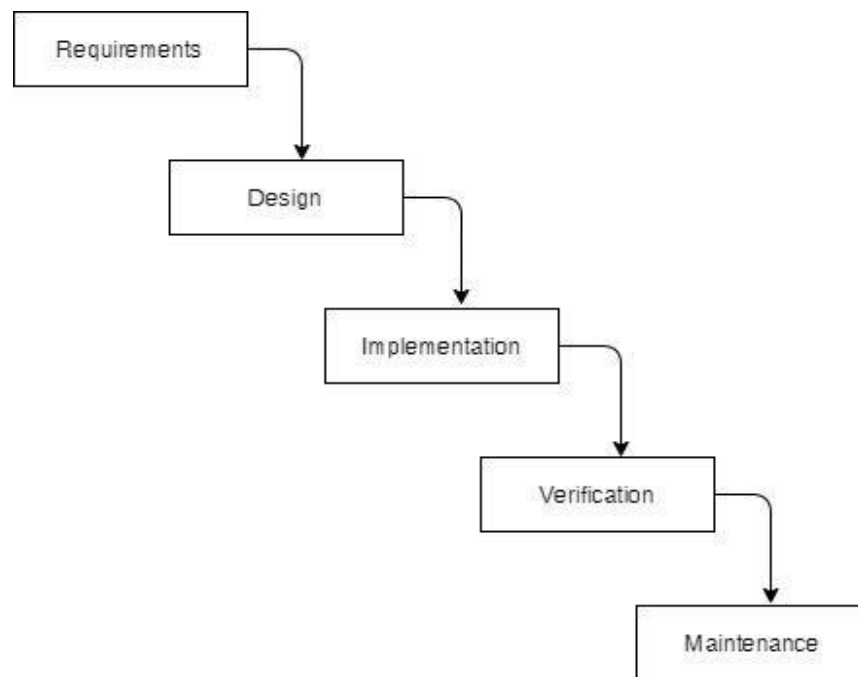 Requirements
Design
Implementation
Verification
Maintenance